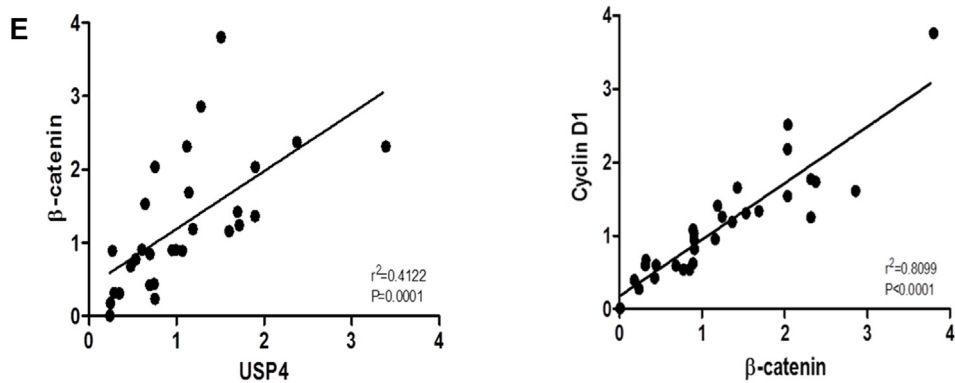 E
β-catenin
4
3
2
1
0
0 1 2 3 4
USP4
r²=0.4122
P=0.0001
Cyclin D1
4
3
2
1
0
0 1 2 3 4
β-catenin
r²=0.8099
P<0.0001